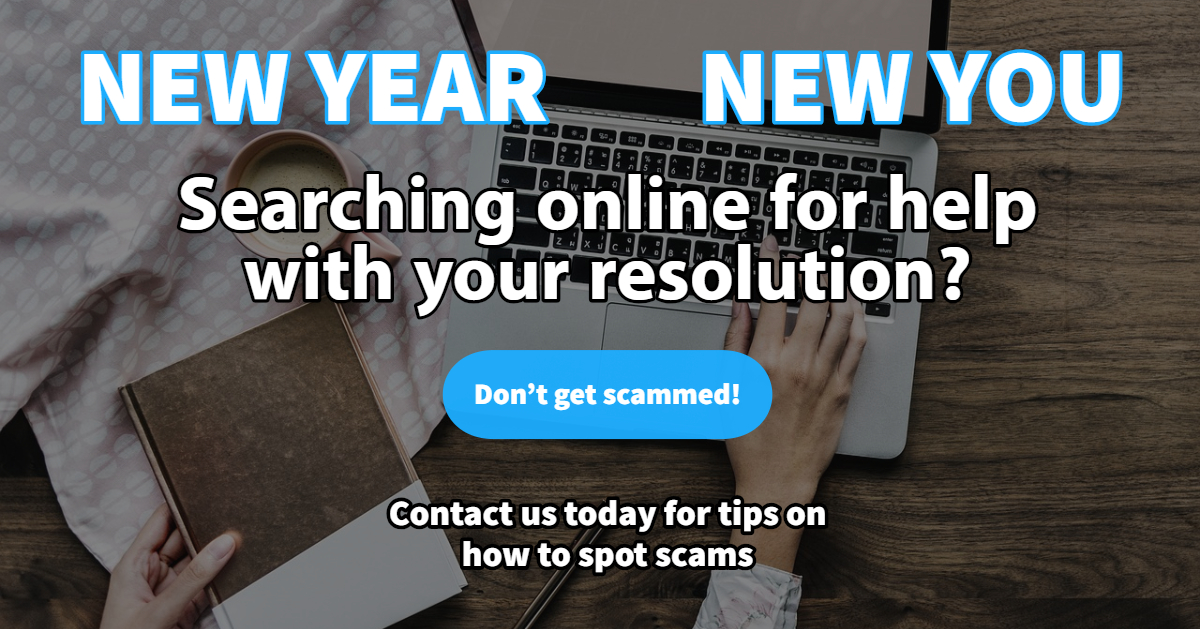 NEW YEAR NEW YOU
Searching online for help
with your resolution?
Don’t get scammed!
Contact us today for tips on
how to spot scams